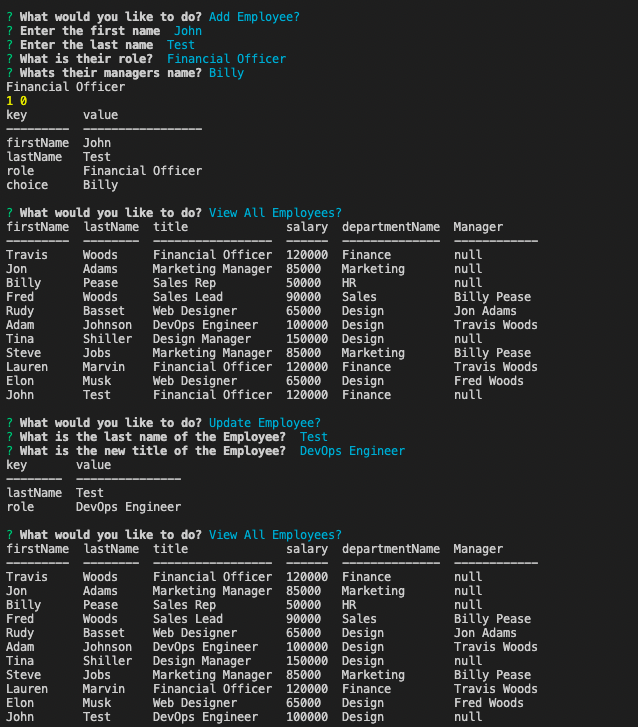 ? What would you like to do? Add Employee?
? Enter the first name  John
? Enter the last name  Test
? What is their role?  Financial Officer
? Whats their managers name? Billy
Financial Officer
1 0
key        value
---------  -----------------
firstName  John
lastName   Test
role       Financial Officer
choice     Billy

? What would you like to do? View All Employees?
firstName  lastName  title              salary  departmentName  Manager
---------  --------  -----------------  ------  --------------  ------------
Travis     Woods     Financial Officer  120000  Finance         null
Jon        Adams     Marketing Manager  85000   Marketing       null
Billy      Pease     Sales Rep          50000   HR              null
Fred       Woods     Sales Lead         90000   Sales           Billy Pease
Rudy       Basset    Web Designer       65000   Design          Jon Adams
Adam       Johnson   DevOps Engineer    100000  Design          Travis Woods
Tina       Shiller   Design Manager     150000  Design          null
Steve      Jobs      Marketing Manager  85000   Marketing       Billy Pease
Lauren     Marvin    Financial Officer  120000  Finance         Travis Woods
Elon       Musk      Web Designer       65000   Design          Fred Woods
John       Test      Financial Officer  120000  Finance         null

? What would you like to do? Update Employee?
? What is the last name of the Employee?  Test
? What is the new title of the Employee?  DevOps Engineer
key       value
--------  ---------------
lastName  Test
role      DevOps Engineer

? What would you like to do? View All Employees?
firstName  lastName  title              salary  departmentName  Manager
---------  --------  -----------------  ------  --------------  ------------
Travis     Woods     Financial Officer  120000  Finance         null
Jon        Adams     Marketing Manager  85000   Marketing       null
Billy      Pease     Sales Rep          50000   HR              null
Fred       Woods     Sales Lead         90000   Sales           Billy Pease
Rudy       Basset    Web Designer       65000   Design          Jon Adams
Adam       Johnson   DevOps Engineer    100000  Design          Travis Woods
Tina       Shiller   Design Manager     150000  Design          null
Steve      Jobs      Marketing Manager  85000   Marketing       Billy Pease
Lauren     Marvin    Financial Officer  120000  Finance         Travis Woods
Elon       Musk      Web Designer       65000   Design          Fred Woods
John       Test      DevOps Engineer    100000  Design          null